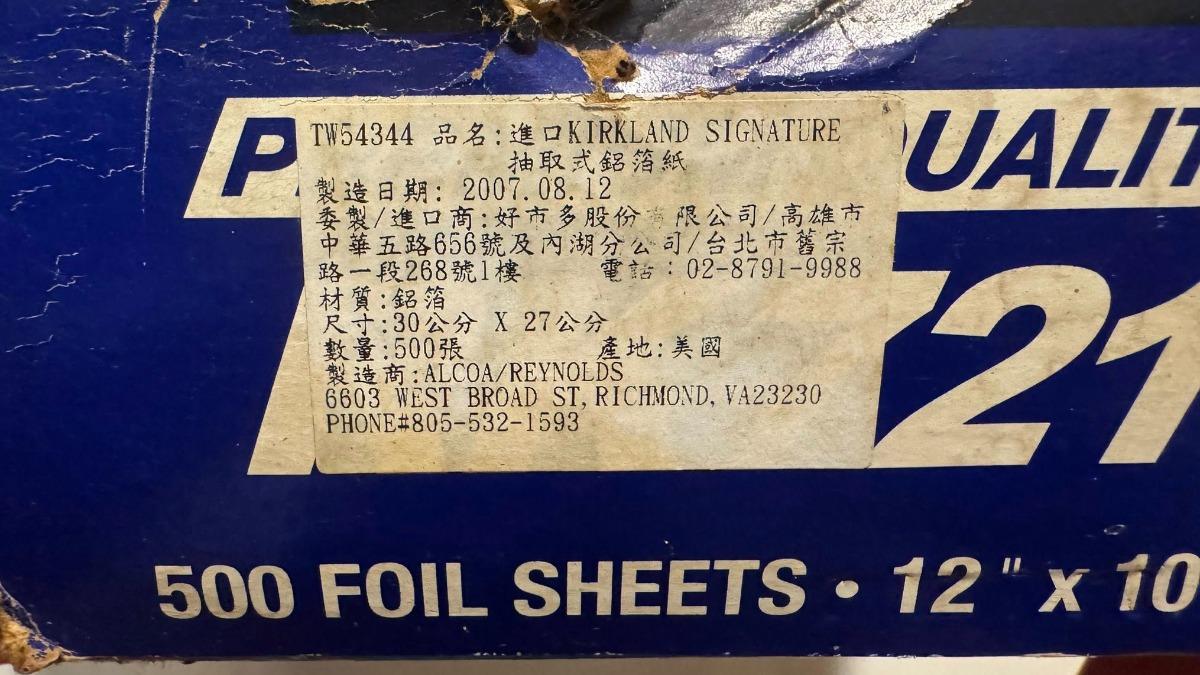 TW54344 品名:進口KIRKLAND SIGNATURE
抽取式鋁箔紙
製造日期: 2007.08.12
委製/進口商:好市多股份有限公司/高雄市
中華五路656號及內湖分公司/台北市舊宗
路一段268號1樓 電話:02-8791-9988
材質:鋁箔
尺寸:30公分 X 27公分
數量:500張 產地:美國
製造商:ALCOA/REYNOLDS
6603 WEST BROAD ST,RICHMOND,VA23230
PHONE#805-532-1593
500 FOIL SHEETS • 12" x 10